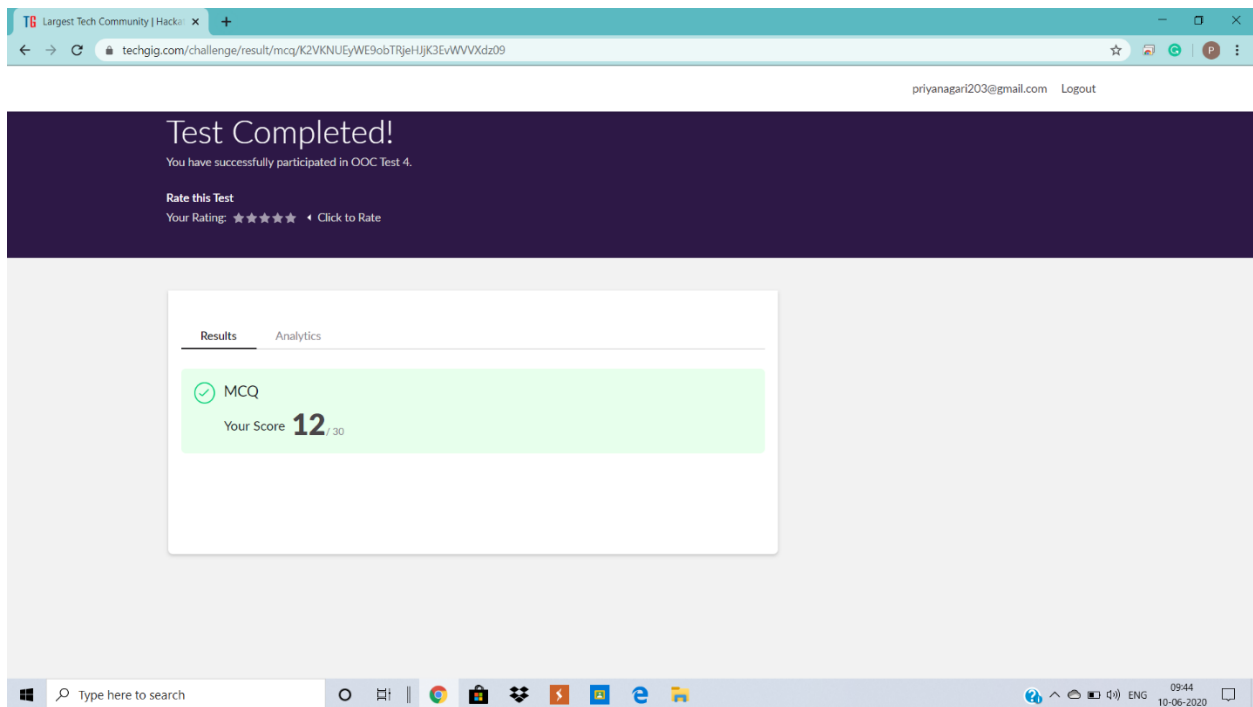 TG Largest Tech Community | Hacka
techgig.com/challenge/result/mcq/K2VKNUEyWE9obTRjeHJjK3EvWVVXdz09
P
priyanagari203@gmail.com Logout
Test Completed!
You have successfully participated in OOC Test 4.
Rate this Test
Your Rating: Click to Rate
Results Analytics
MCQ
Your Score 12 / 30
Type here to search
ENG
09:44
10-06-2020